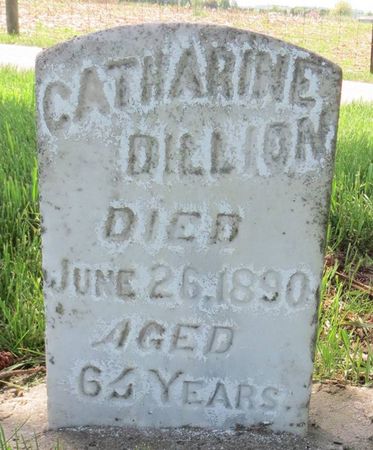 CATHARINE
DILLION
DIED
JUNE 26, 1890
AGED
64 YEARS.